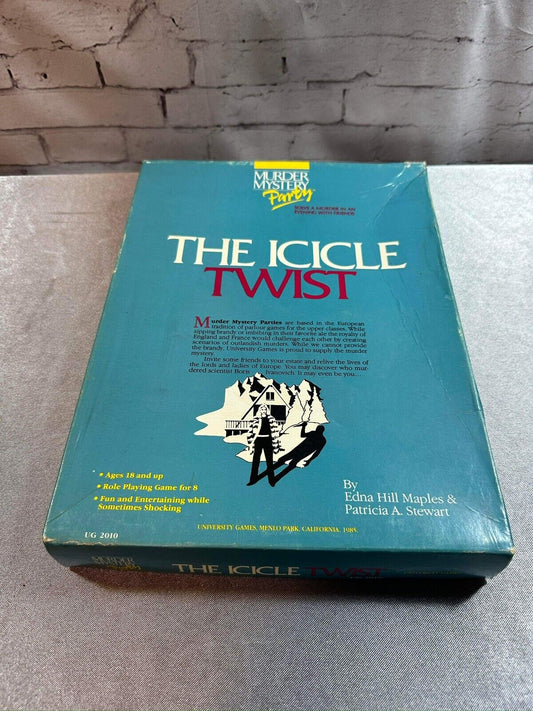 MURDER
MYSTERY
Party
SOLVE A MURDER IN AN
EVENING WITH FRIENDS
THE ICICLE
TWIST
Murder Mystery Parties are based in the European
tradition of parlour games for the upper classes. While
sipping brandy or imbibing in their favorite ale the royalty of
England and France would challenge each other by creating
scenarios of outlandish murders. While we cannot provide
the brandy, University Games is proud to supply the murder
mystery.
Invite some friends to your estate and relive the lives of
the lords and ladies of Europe. You may discover who mur-
dered scientist Boris Ivanovich. It may even be you...
• Ages 18 and up
• Role Playing Game for 8
• Fun and Entertaining while
Sometimes Shocking
By
Edna Hill Maples &
Patricia A. Stewart
UNIVERSITY GAMES, MENLO PARK, CALIFORNIA, 1985.
UG 2010
MURDER
MYSTERY
Party
THE ICICLE TWIST